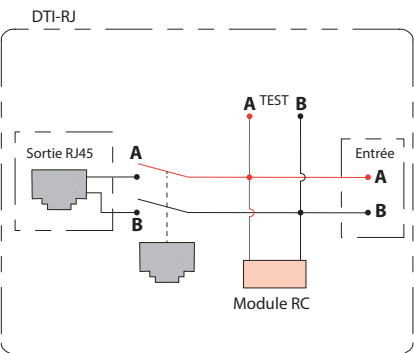 DTI-RJ
A TEST B
Sortie RJ45
A
Entrée
A
B
B
Module RC